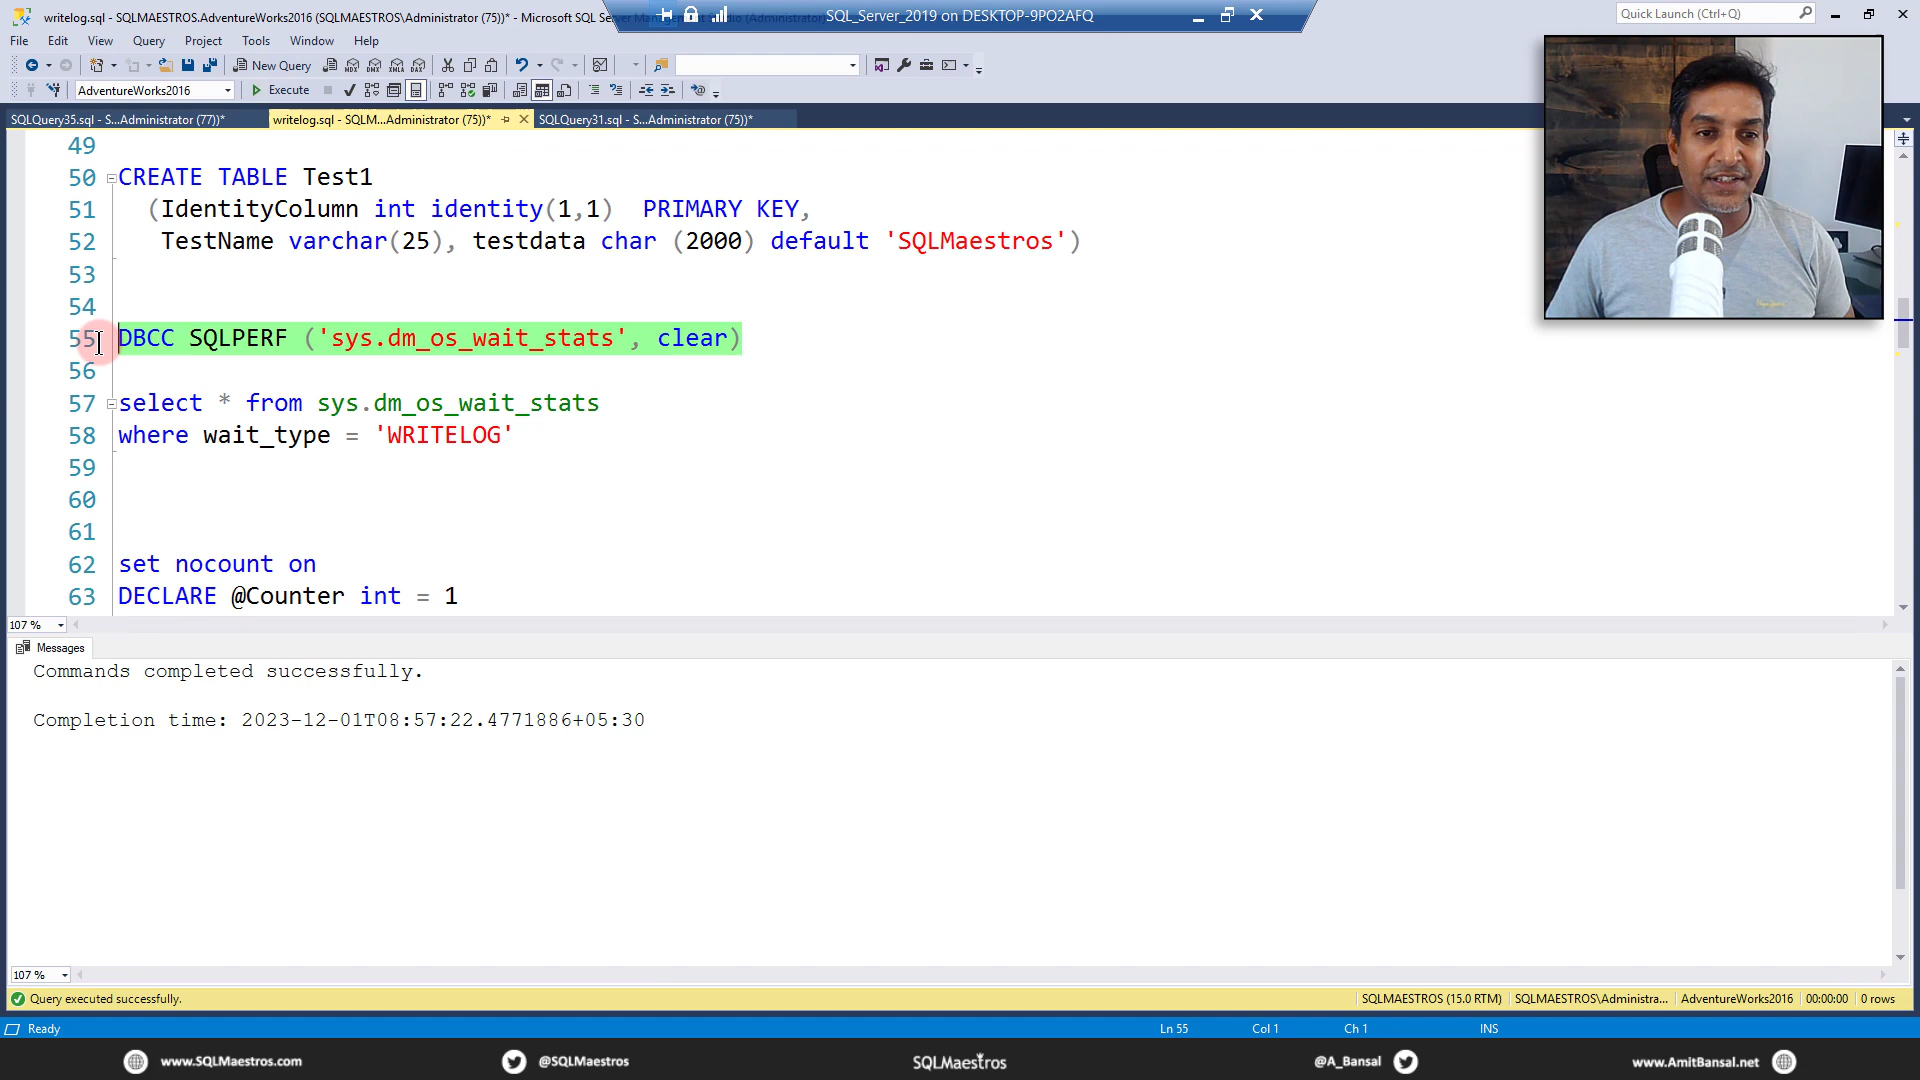 writelog.sql - SQLMAESTROS.AdventureWorks2016 (SQLMAESTROS\Administrator (75))* - Microsoft SQL Ser
SQL_Server_2019 on DESKTOP-9PO2AFQ
Quick Launch (Ctrl+Q)
File Edit View Query Project Tools Window Help
New Query
MDX DMX XMLA DAX
AdventureWorks2016
Execute
SQLQuery35.sql - S...Administrator (77))*
writelog.sql - SQLM...Administrator (75))*
SQLQuery31.sql - S...Administrator (75))*
49
50 CREATE TABLE Test1
51 (IdentityColumn int identity(1,1) PRIMARY KEY,
52 TestName varchar(25), testdata char (2000) default 'SQLMaestros')
53
54
55 DBCC SQLPERF ('sys.dm_os_wait_stats', clear)
56
57 select * from sys.dm_os_wait_stats
58 where wait_type = 'WRITELOG'
59
60
61
62 set nocount on
63 DECLARE @Counter int = 1
107 %
Messages
Commands completed successfully.
Completion time: 2023-12-01T08:57:22.4771886+05:30
107 %
Query executed successfully.
SQLMAESTROS (15.0 RTM) SQLMAESTROS\Administra... AdventureWorks2016 00:00:00 0 rows
Ready Ln 55 Col 1 Ch 1 INS
www.SQLMaestros.com @SQLMaestros SQLMaestros @A_Bansal www.AmitBansal.net